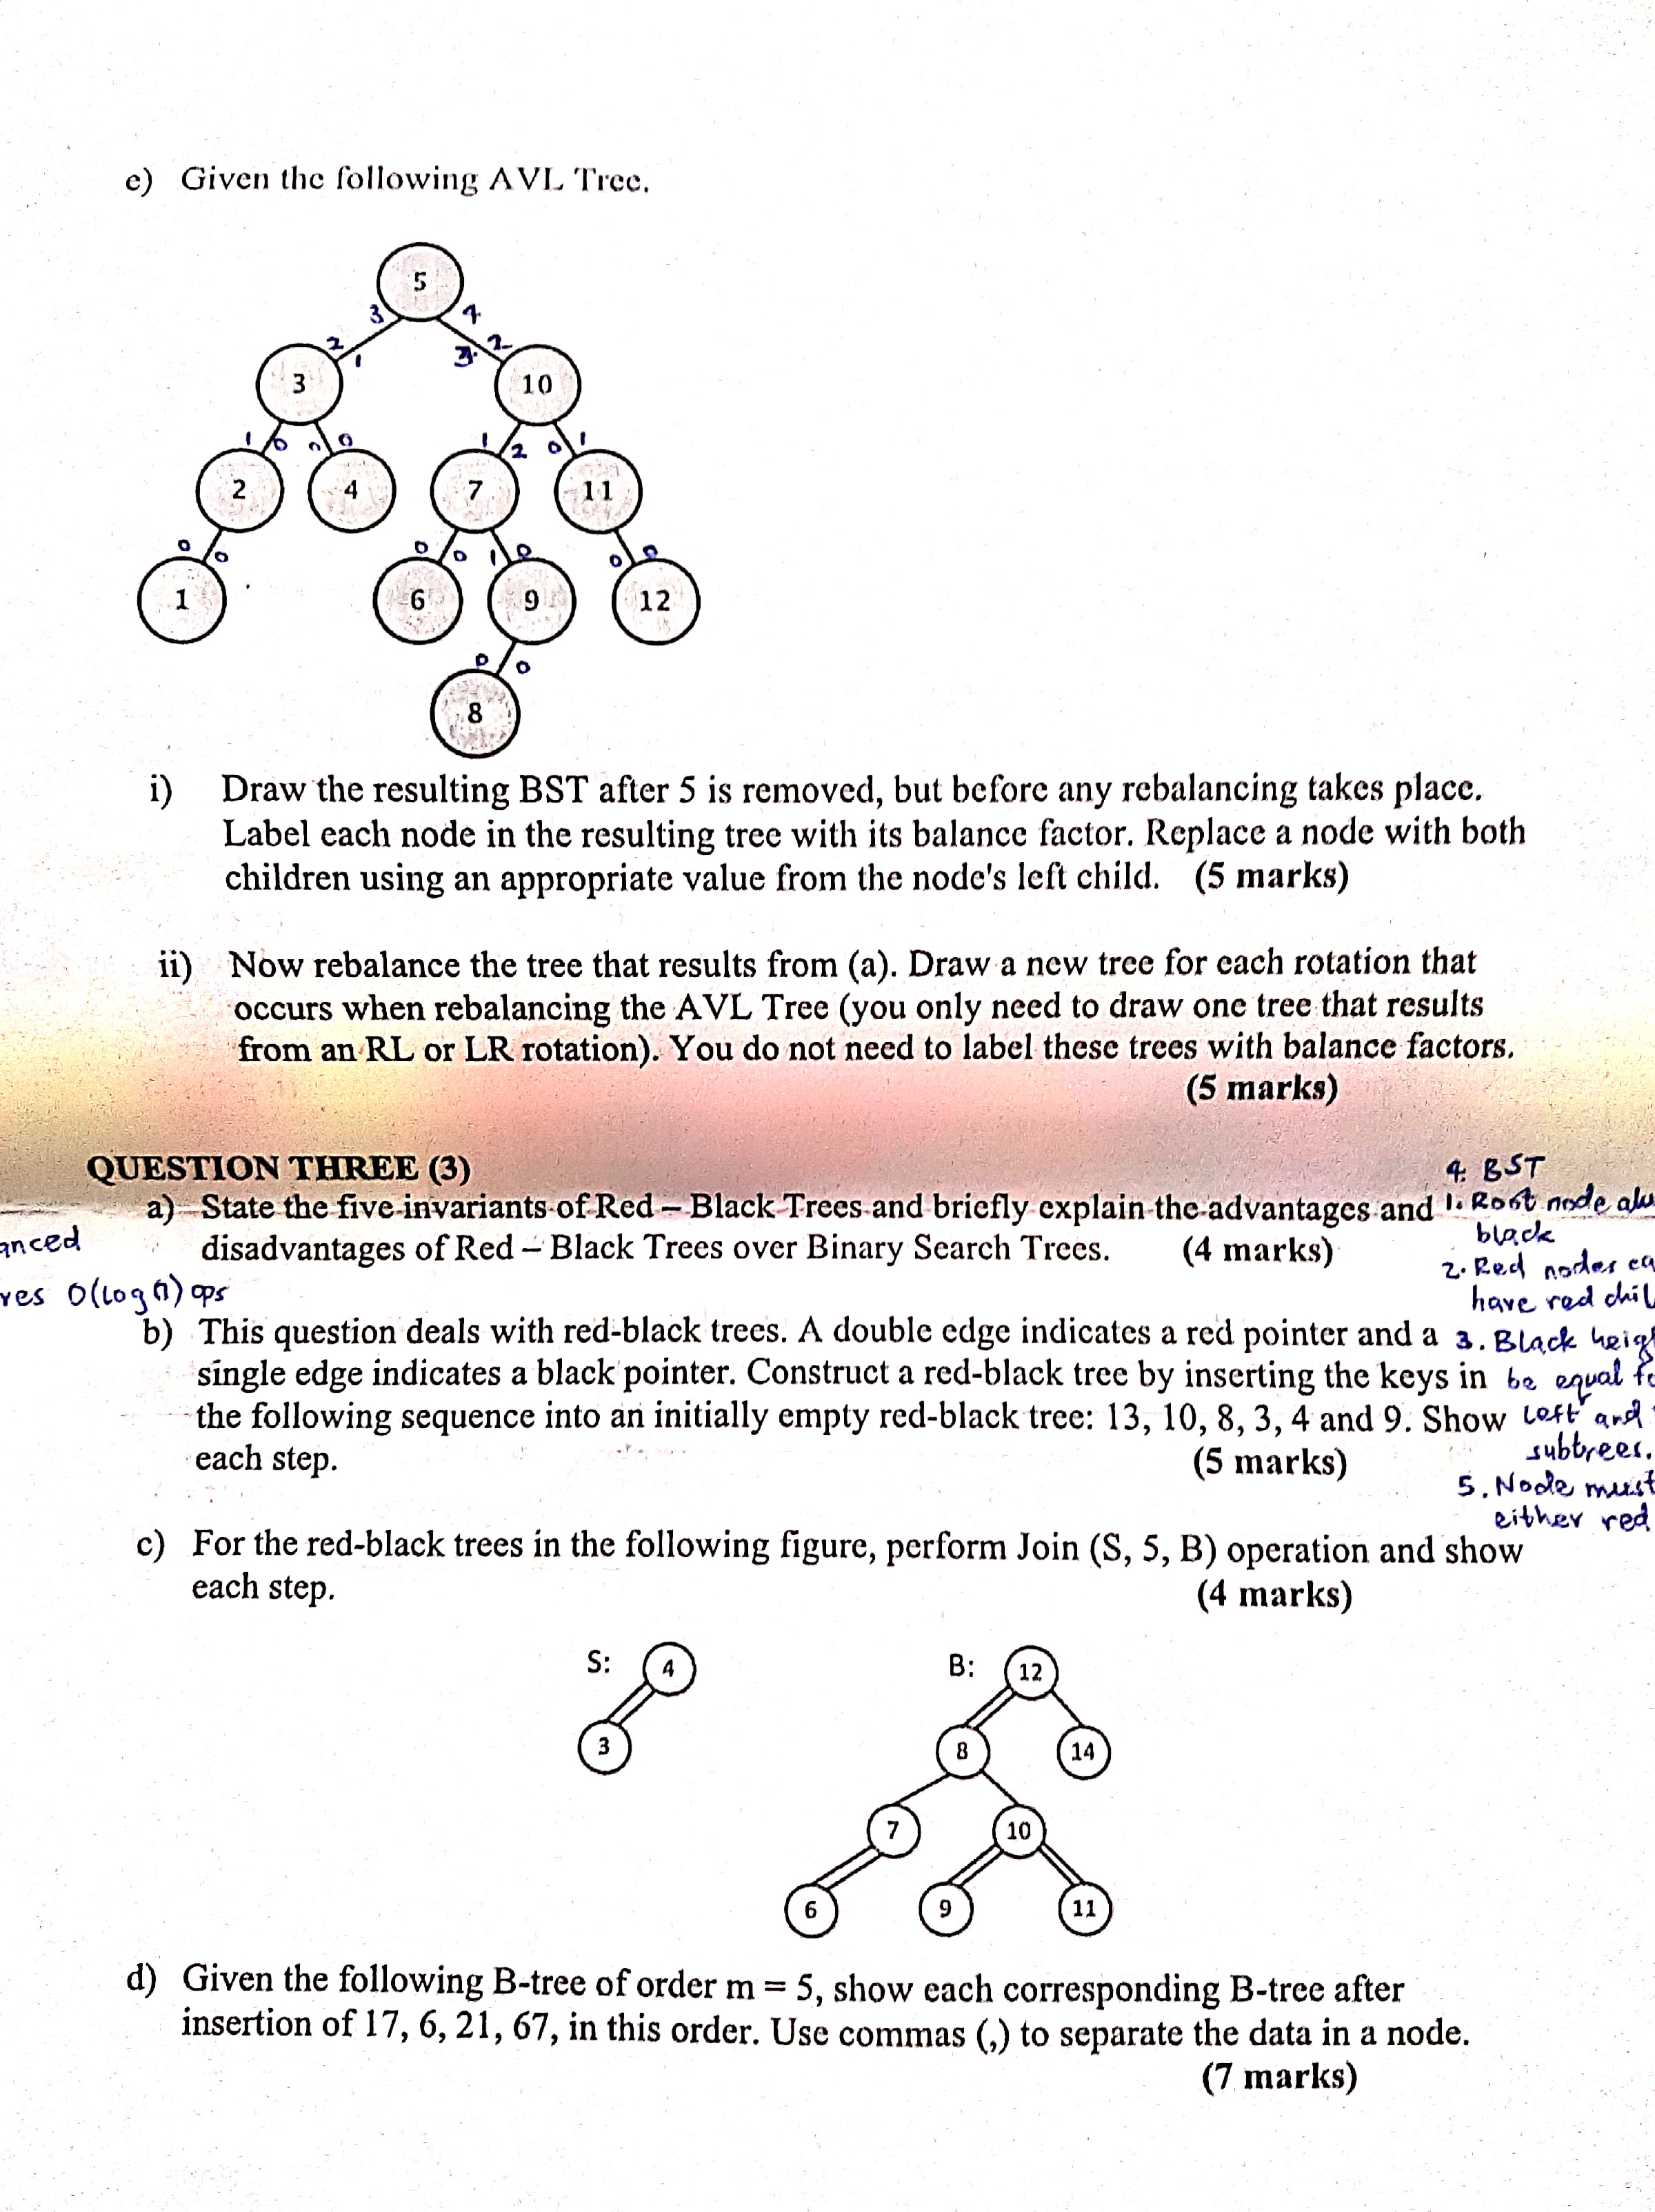 c) Given the following AVL Tree.
5
3 4
2 1 3 2
3 10
1 0 0 0 1 2 0 1
2 4 7 11
0 0 0 0 1 0 0 0
1 6 9 12
0 0
8
i) Draw the resulting BST after 5 is removed, but before any rebalancing takes place.
Label each node in the resulting tree with its balance factor. Replace a node with both
children using an appropriate value from the node's left child. (5 marks)
ii) Now rebalance the tree that results from (a). Draw a new tree for each rotation that
occurs when rebalancing the AVL Tree (you only need to draw one tree that results
from an RL or LR rotation). You do not need to label these trees with balance factors.
(5 marks)
QUESTION THREE (3)
4. BST
a) State the five invariants of Red – Black Trees and briefly explain the advantages and
1. Root node alw
anced
disadvantages of Red – Black Trees over Binary Search Trees. (4 marks)
black
2. Red nodes ca
res O(log n) ops
have red chil
b) This question deals with red-black trees. A double edge indicates a red pointer and a
3. Black heigh
single edge indicates a black pointer. Construct a red-black tree by inserting the keys in
be equal fo
the following sequence into an initially empty red-black tree: 13, 10, 8, 3, 4 and 9. Show
left and
each step. (5 marks)
subtrees.
5. Node must
either red
c) For the red-black trees in the following figure, perform Join (S, 5, B) operation and show
each step. (4 marks)
S: 4 B: 12
3 8 14
7 10
6 9 11
d) Given the following B-tree of order m = 5, show each corresponding B-tree after
insertion of 17, 6, 21, 67, in this order. Use commas (,) to separate the data in a node.
(7 marks)